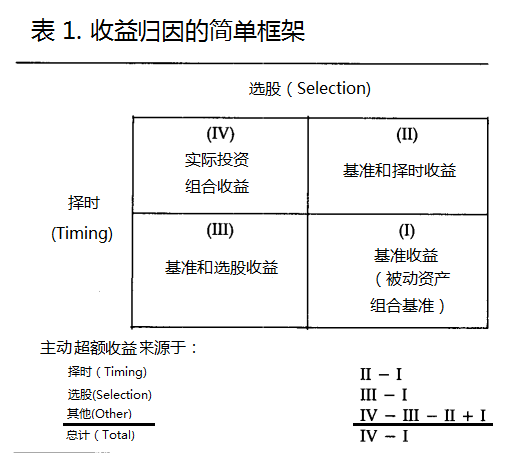 表 1. 收益归因的简单框架
选股 ( Selection)
(IV)
实际投资
组合收益
(II)
基准和择时收益
择时
(Timing)
(III)
基准和选股收益
(I)
基准收益
( 被动资产
组合基准 )
主动超额收益来源于：
择时 ( Timing) II － I
选股(Selection) III － I
其他(Other) IV － III － II + I
总计 ( Total) IV － I